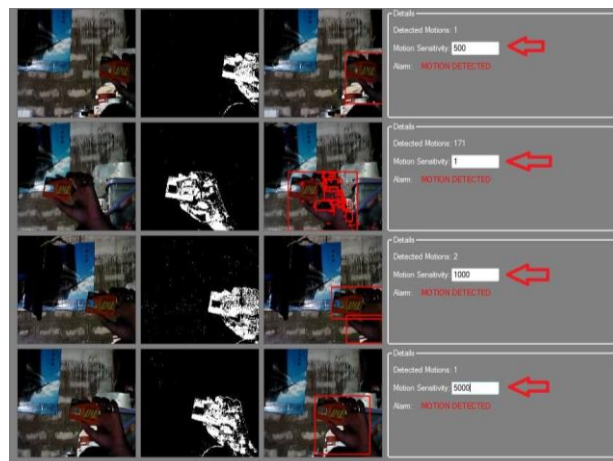 Details
Detected Motions: 1
Motion Sensitivity: 500
Alarm: MOTION DETECTED
Details
Detected Motions: 171
Motion Sensitivity: 1
Alarm: MOTION DETECTED
Details
Detected Motions: 2
Motion Sensitivity: 1000
Alarm: MOTION DETECTED
Details
Detected Motions: 1
Motion Sensitivity: 5000
Alarm: MOTION DETECTED